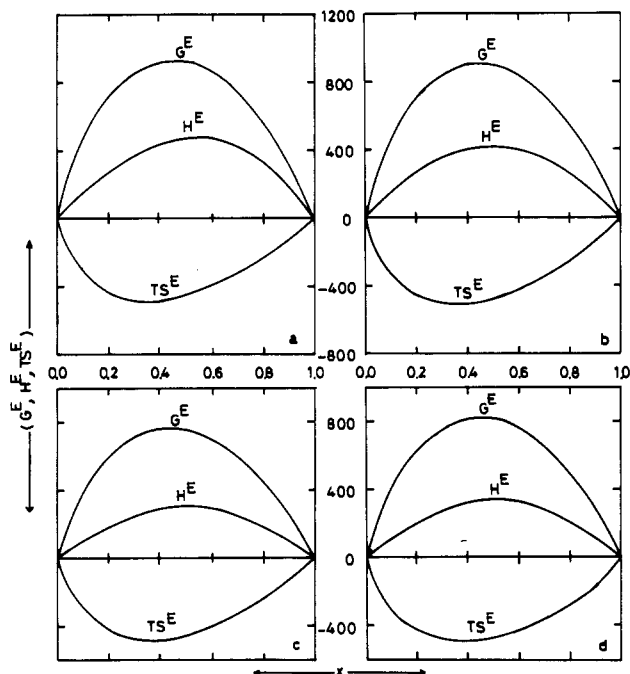 1200
G^E
G^E
800
H^E
H^E
400
0
TS^E
TS^E
-400
a
b
-800
0.0 0,2 0,4 0,6 0,8 1,0
0,2 0,4 0,6 0,8 1.0
(G^E, H^E, TS^E)
G^E
G^E
800
H^E
H^E
400
0
TS^E
TS^E
-400
c
d
x